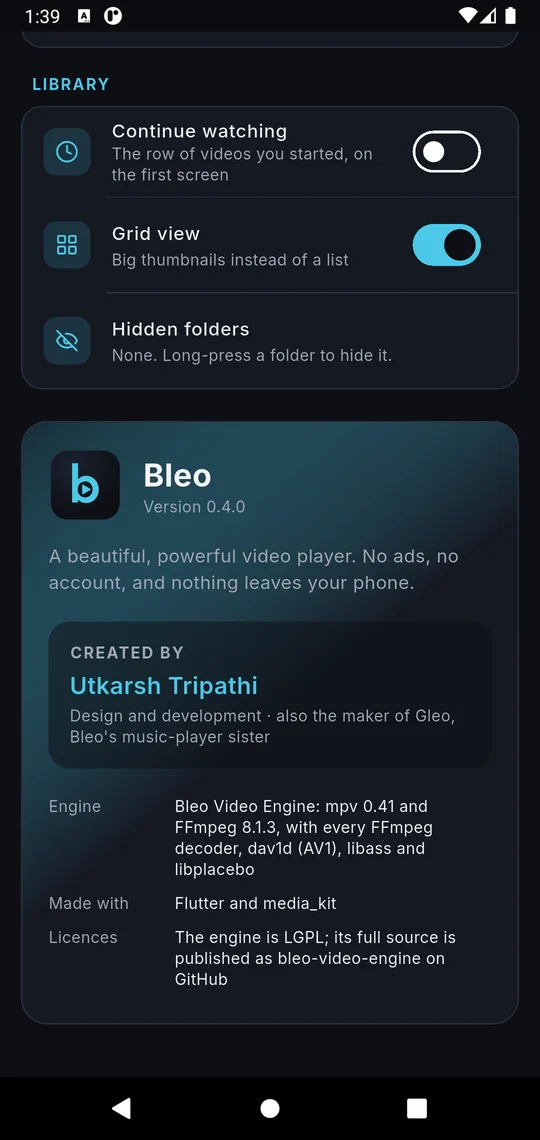 1:39
LIBRARY
Continue watching
The row of videos you started, on
the first screen
Grid view
Big thumbnails instead of a list
Hidden folders
None. Long-press a folder to hide it.
Bleo
Version 0.4.0
A beautiful, powerful video player. No ads, no
account, and nothing leaves your phone.
CREATED BY
Utkarsh Tripathi
Design and development · also the maker of Gleo,
Bleo's music-player sister
Engine
Bleo Video Engine: mpv 0.41 and
FFmpeg 8.1.3, with every FFmpeg
decoder, dav1d (AV1), libass and
libplacebo
Made with
Flutter and media_kit
Licences
The engine is LGPL; its full source is
published as bleo-video-engine on
GitHub